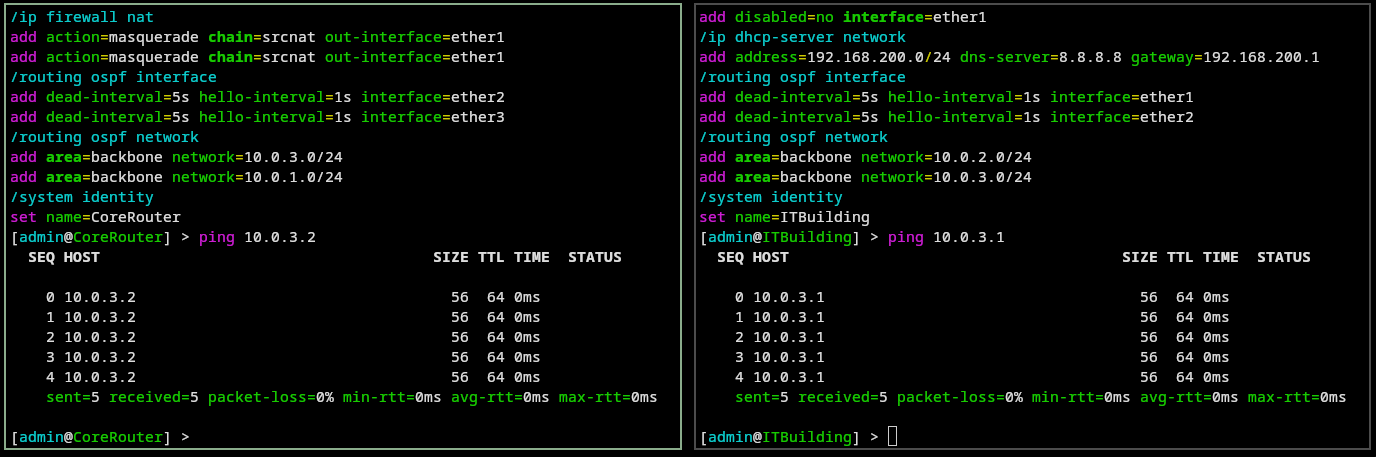 /ip firewall nat
add action=masquerade chain=srcnat out-interface=ether1
add action=masquerade chain=srcnat out-interface=ether1
/routing ospf interface
add dead-interval=5s hello-interval=1s interface=ether2
add dead-interval=5s hello-interval=1s interface=ether3
/routing ospf network
add area=backbone network=10.0.3.0/24
add area=backbone network=10.0.1.0/24
/system identity
set name=CoreRouter
[admin@CoreRouter] > ping 10.0.3.2
SEQ HOST SIZE TTL TIME STATUS
0 10.0.3.2 56 64 0ms
1 10.0.3.2 56 64 0ms
2 10.0.3.2 56 64 0ms
3 10.0.3.2 56 64 0ms
4 10.0.3.2 56 64 0ms
sent=5 received=5 packet-loss=0% min-rtt=0ms avg-rtt=0ms max-rtt=0ms
[admin@CoreRouter] >
add disabled=no interface=ether1
/ip dhcp-server network
add address=192.168.200.0/24 dns-server=8.8.8.8 gateway=192.168.200.1
/routing ospf interface
add dead-interval=5s hello-interval=1s interface=ether1
add dead-interval=5s hello-interval=1s interface=ether2
/routing ospf network
add area=backbone network=10.0.2.0/24
add area=backbone network=10.0.3.0/24
/system identity
set name=ITBuilding
[admin@ITBuilding] > ping 10.0.3.1
SEQ HOST SIZE TTL TIME STATUS
0 10.0.3.1 56 64 0ms
1 10.0.3.1 56 64 0ms
2 10.0.3.1 56 64 0ms
3 10.0.3.1 56 64 0ms
4 10.0.3.1 56 64 0ms
sent=5 received=5 packet-loss=0% min-rtt=0ms avg-rtt=0ms max-rtt=0ms
[admin@ITBuilding] >